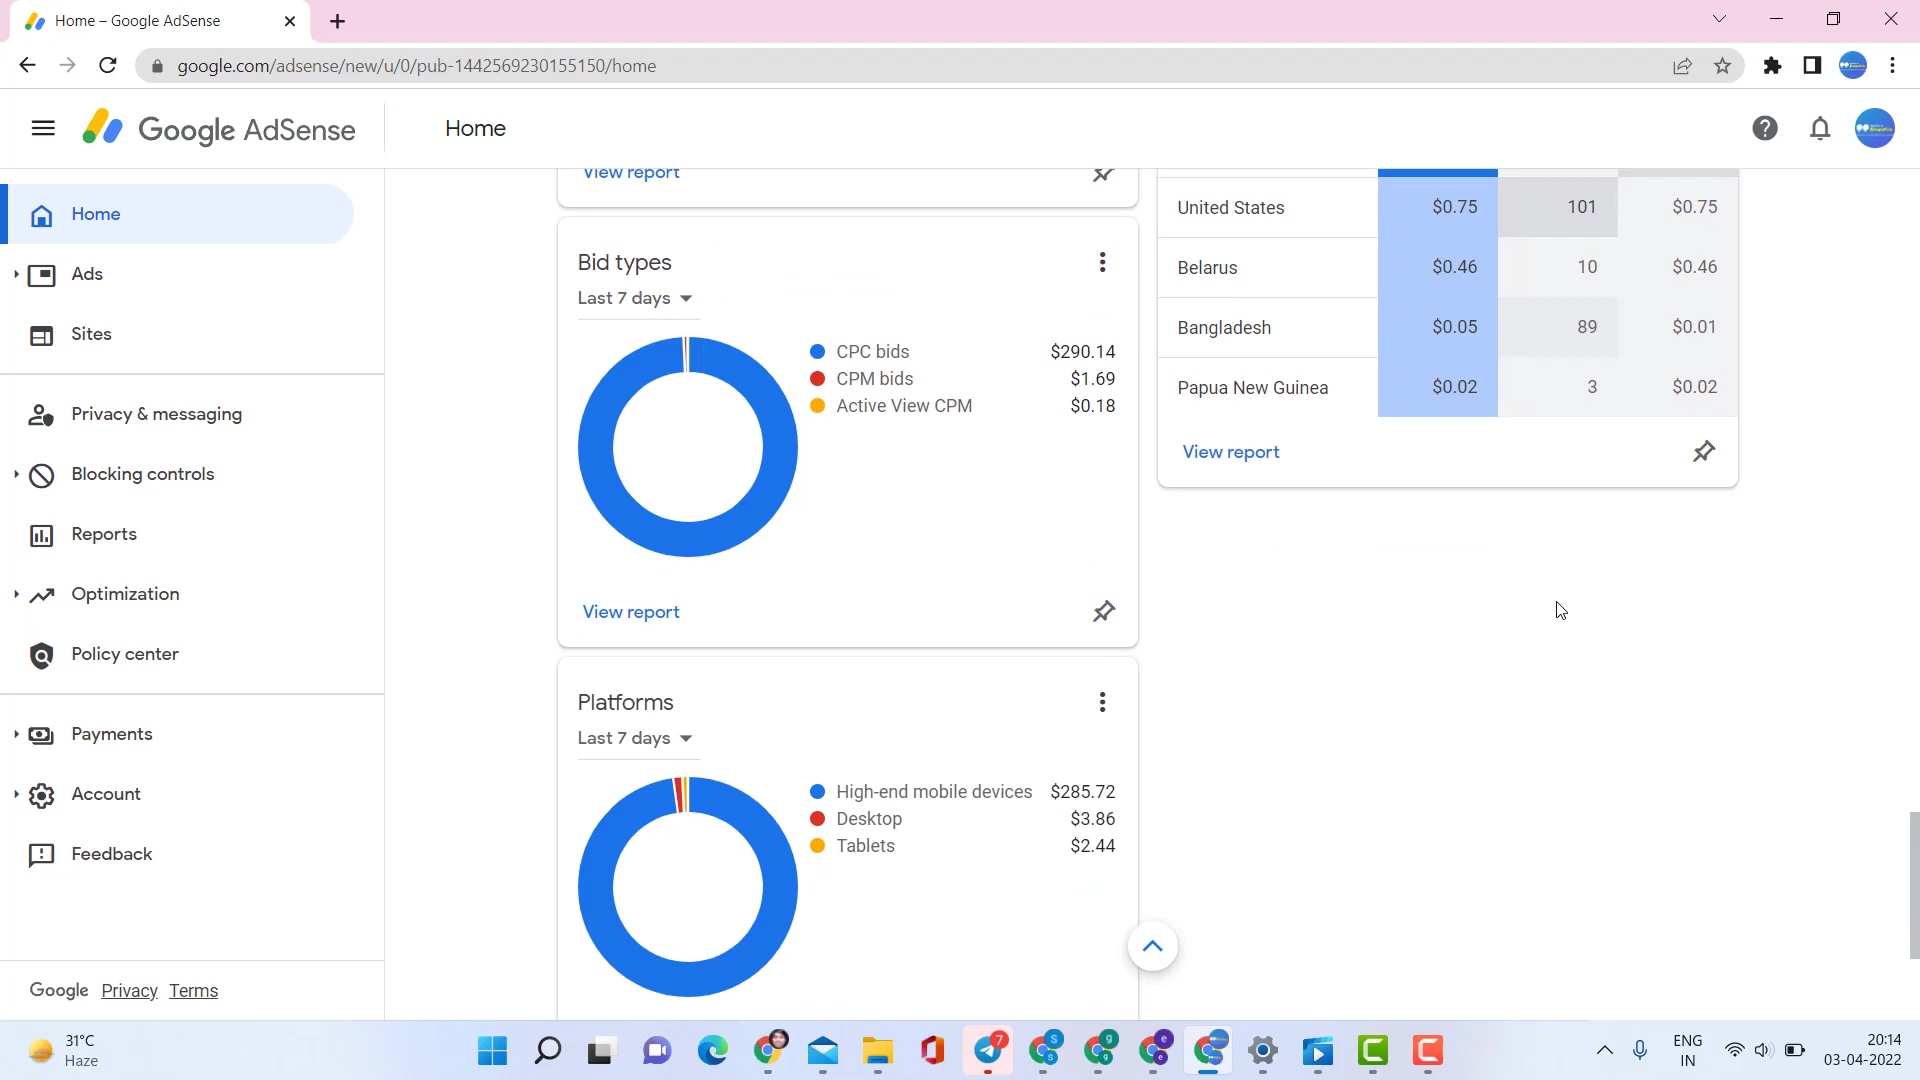 Home – Google AdSense
google.com/adsense/new/u/0/pub-1442569230155150/home
Google AdSense
Home
Home
Ads
Sites
Privacy & messaging
Blocking controls
Reports
Optimization
Policy center
Payments
Account
Feedback
Google Privacy Terms
View report
Bid types
Last 7 days
CPC bids $290.14
CPM bids $1.69
Active View CPM $0.18
View report
Platforms
Last 7 days
High-end mobile devices $285.72
Desktop $3.86
Tablets $2.44
United States $0.75 101 $0.75
Belarus $0.46 10 $0.46
Bangladesh $0.05 89 $0.01
Papua New Guinea $0.02 3 $0.02
View report
31°C
Haze
7
S
S
g
g
e
e
ENG
IN
20:14
03-04-2022